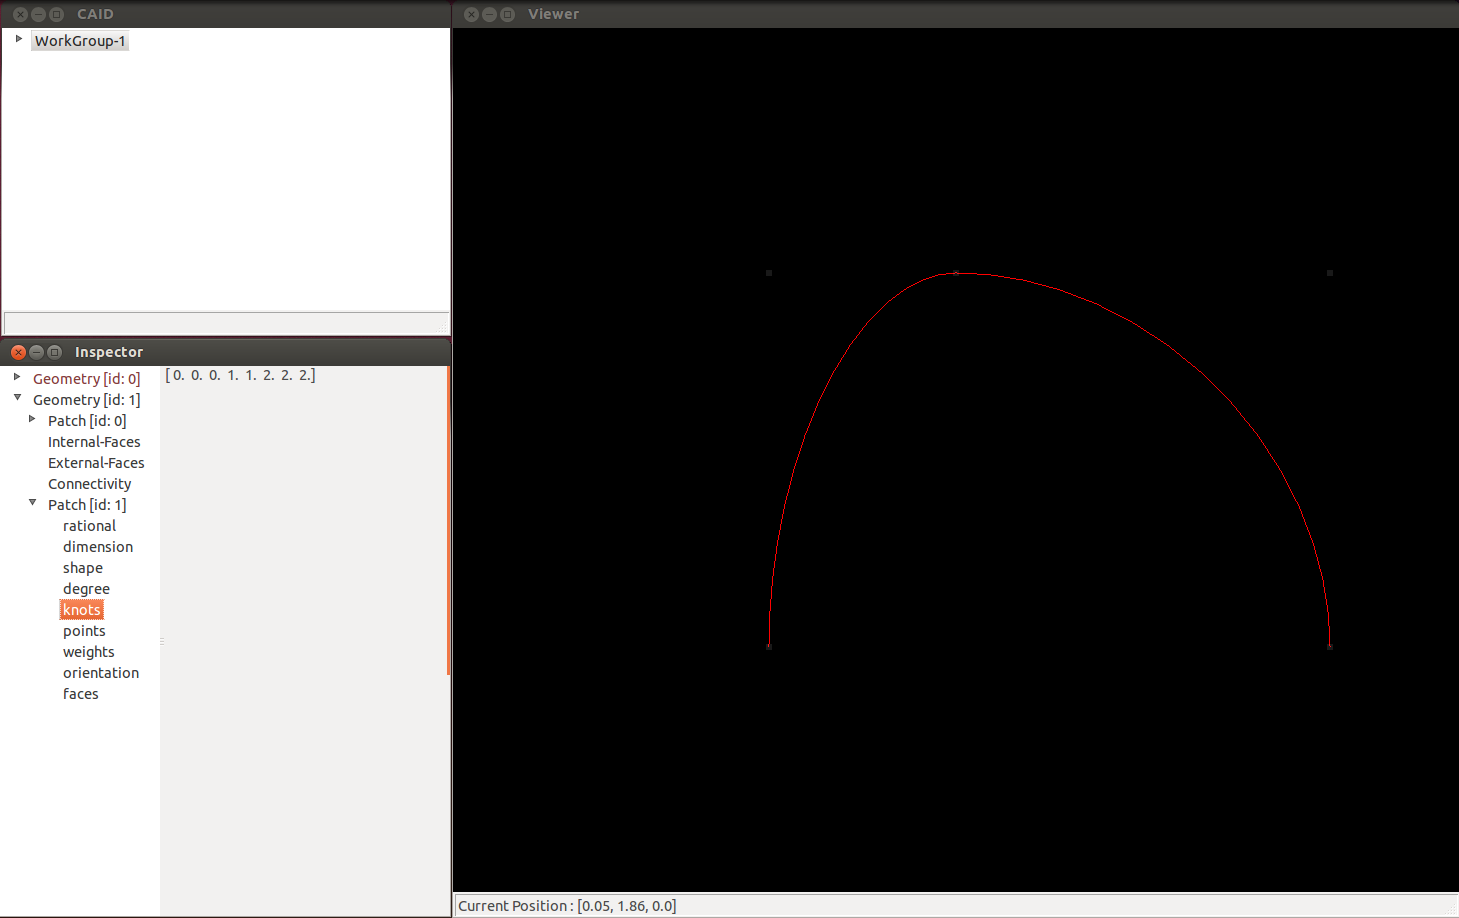 CAID
WorkGroup-1
Inspector
Geometry [id: 0]
Geometry [id: 1]
Patch [id: 0]
Internal-Faces
External-Faces
Connectivity
Patch [id: 1]
rational
dimension
shape
degree
knots
points
weights
orientation
faces
[ 0. 0. 0. 1. 1. 2. 2. 2.]
Viewer
Current Position : [0.05, 1.86, 0.0]